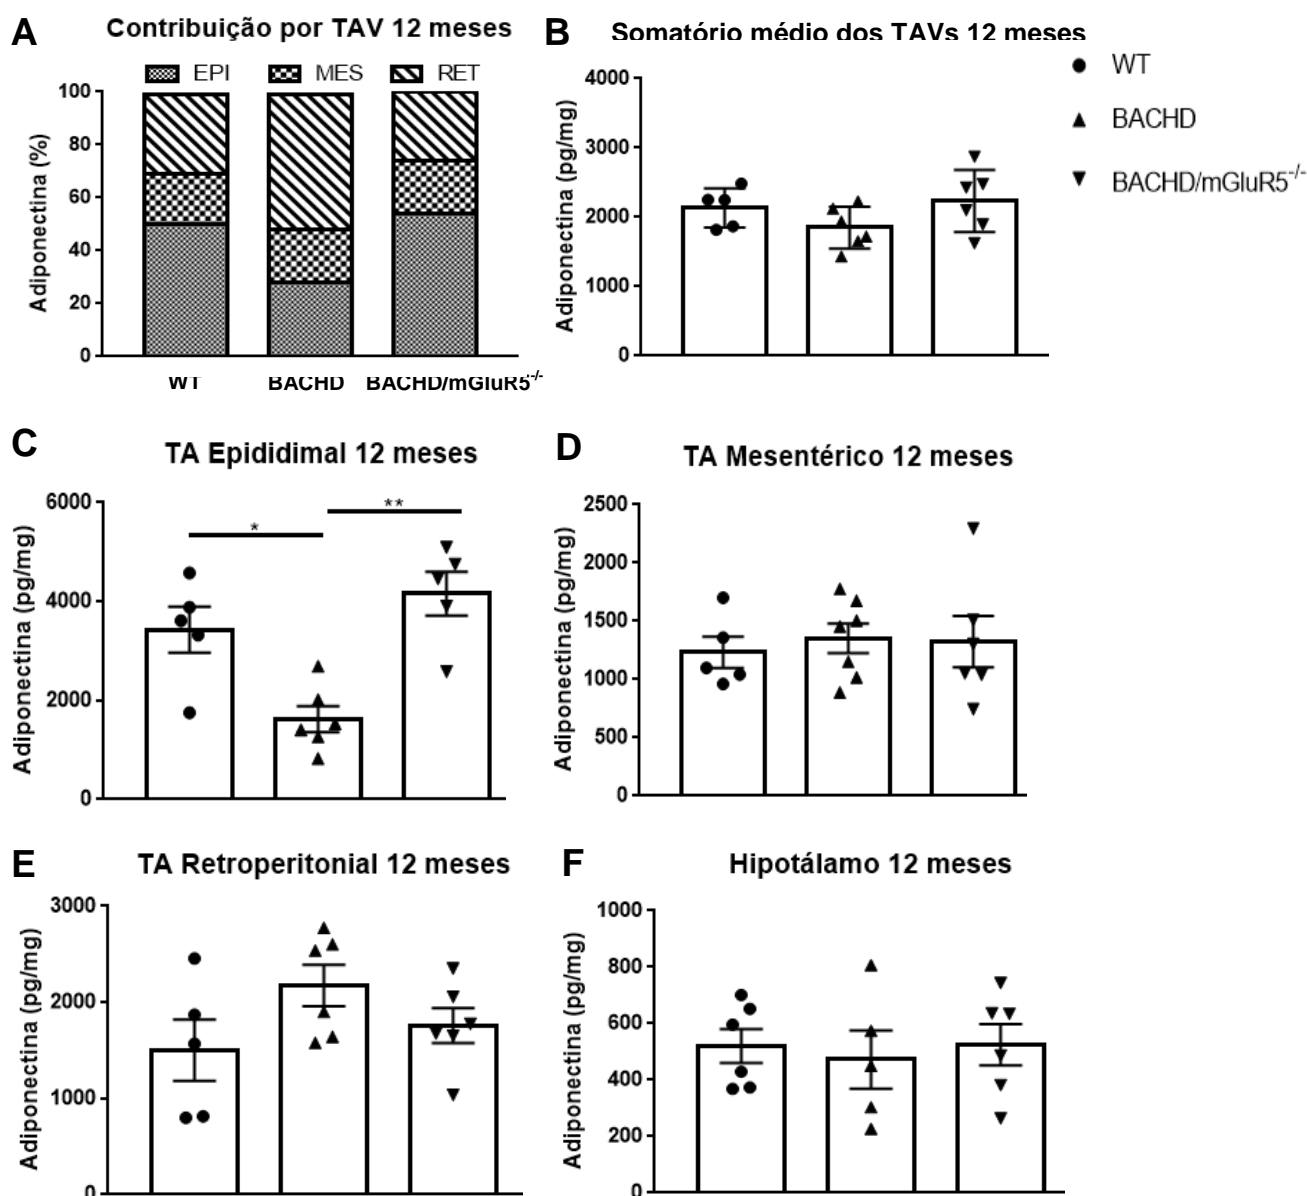 A
Contribuição por TAV 12 meses
EPI MES RET
Adiponectina (%)
100
80
60
40
20
0
WT BACHD BACHD/mGluR5-/-
B
Somatório médio dos TAVs 12 meses
Adiponectina (pg/mg)
4000
3000
2000
1000
0
WT
BACHD
BACHD/mGluR5-/-
C
TA Epididimal 12 meses
Adiponectina (pg/mg)
6000
4000
2000
0
*
**
D
TA Mesentérico 12 meses
Adiponectina (pg/mg)
2500
2000
1500
1000
500
0
E
TA Retroperitonial 12 meses
Adiponectina (pg/mg)
3000
2000
1000
0
F
Hipotálamo 12 meses
Adiponectina (pg/mg)
1000
800
600
400
200
0